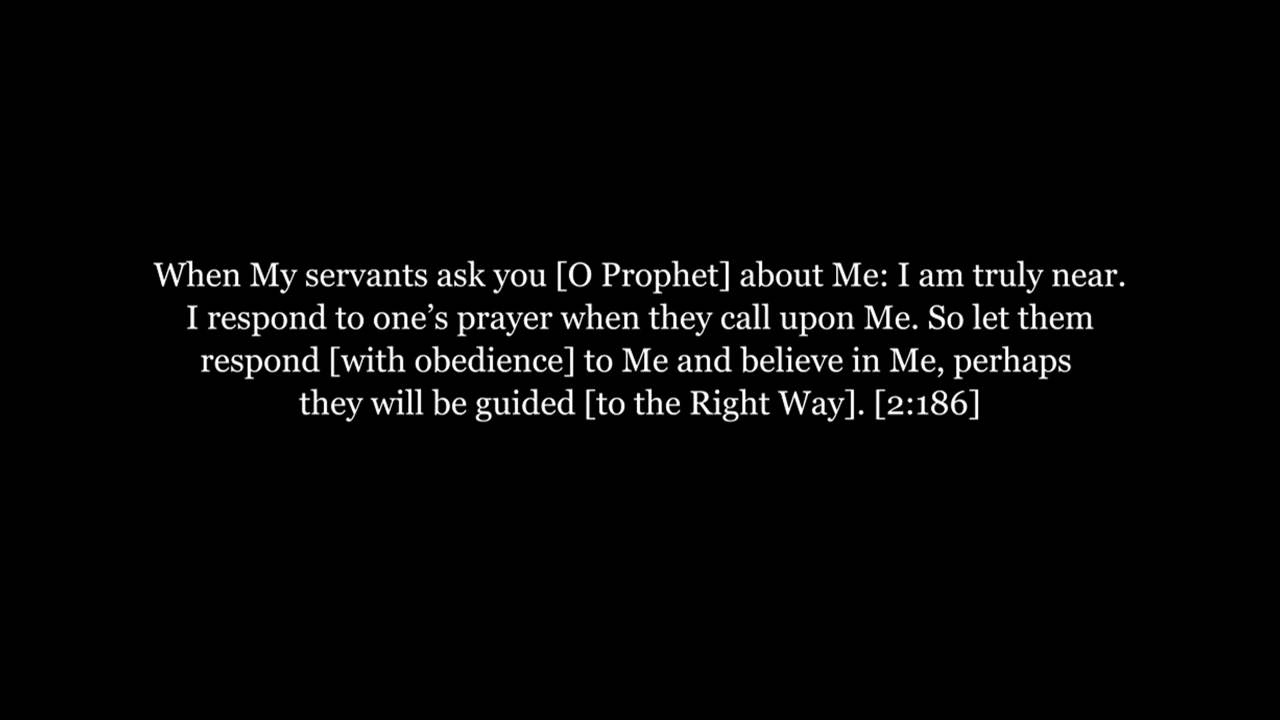 When My servants ask you [O Prophet] about Me: I am truly near.
I respond to one’s prayer when they call upon Me. So let them
respond [with obedience] to Me and believe in Me, perhaps
they will be guided [to the Right Way]. [2:186]